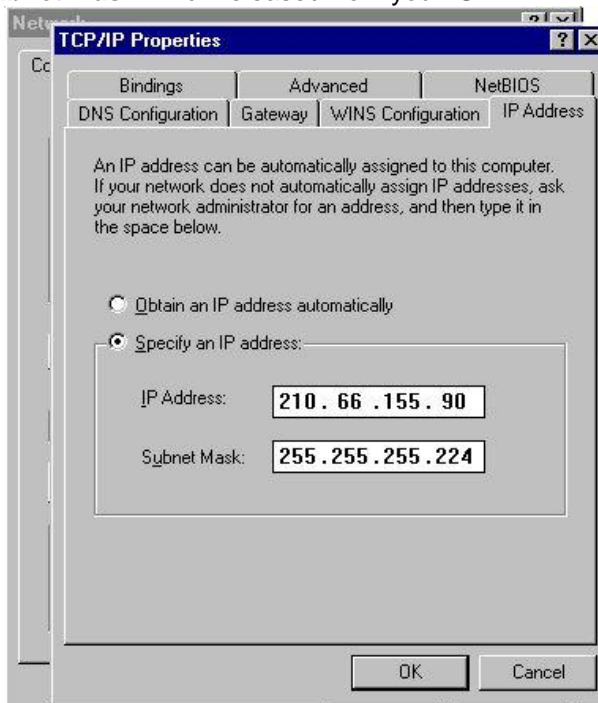 TCP/IP Properties
Bindings Advanced NetBIOS
DNS Configuration Gateway WINS Configuration IP Address
An IP address can be automatically assigned to this computer.
If your network does not automatically assign IP addresses, ask
your network administrator for an address, and then type it in
the space below.
Obtain an IP address automatically
Specify an IP address:
IP Address: 210 . 66 .155 . 90
Subnet Mask: 255 .255 .255 .224
OK Cancel